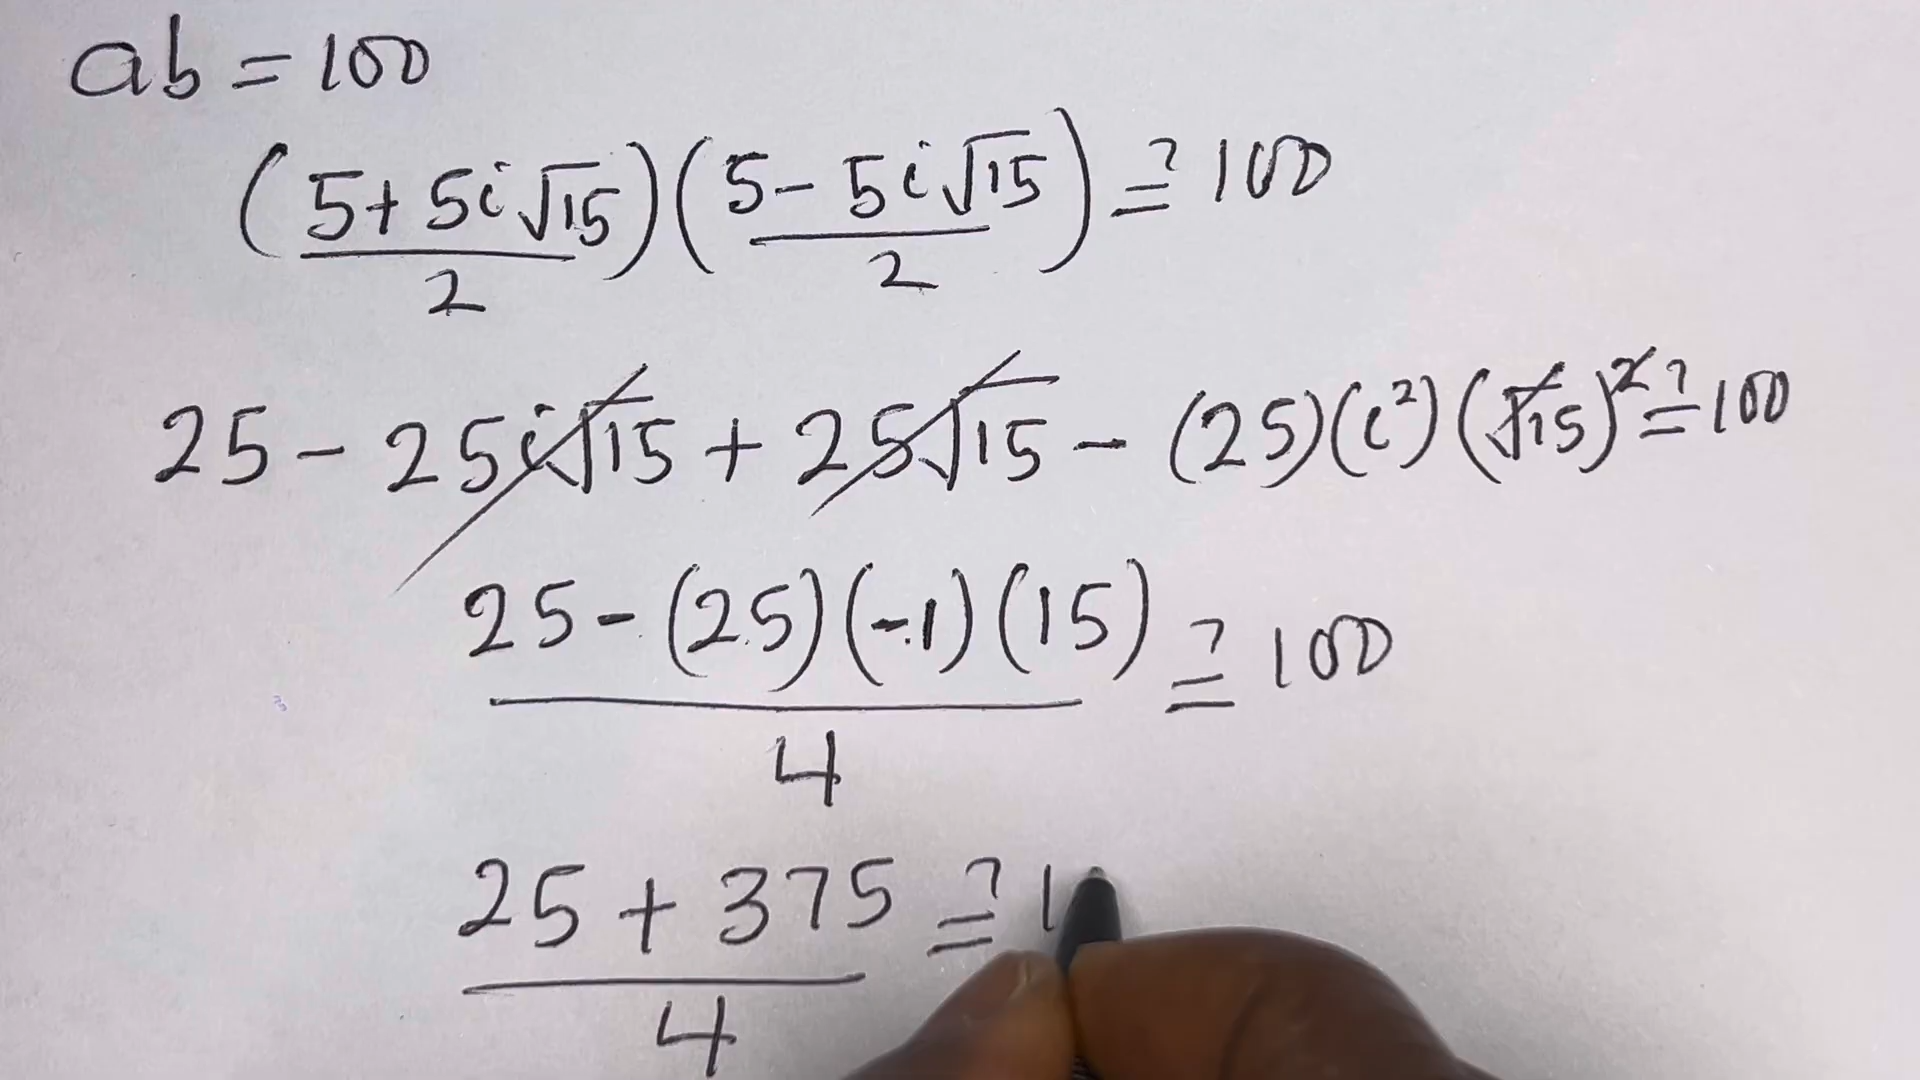 ab = 100
(5+5i√15)(5-5i√15) ≟ 100
2 2
25 - 25i√15 + 25√15 - (25)(i²)(√15)² ≟ 100
25 - (25)(-1)(15) ≟ 100
4
25 + 375 ≟ 1
4